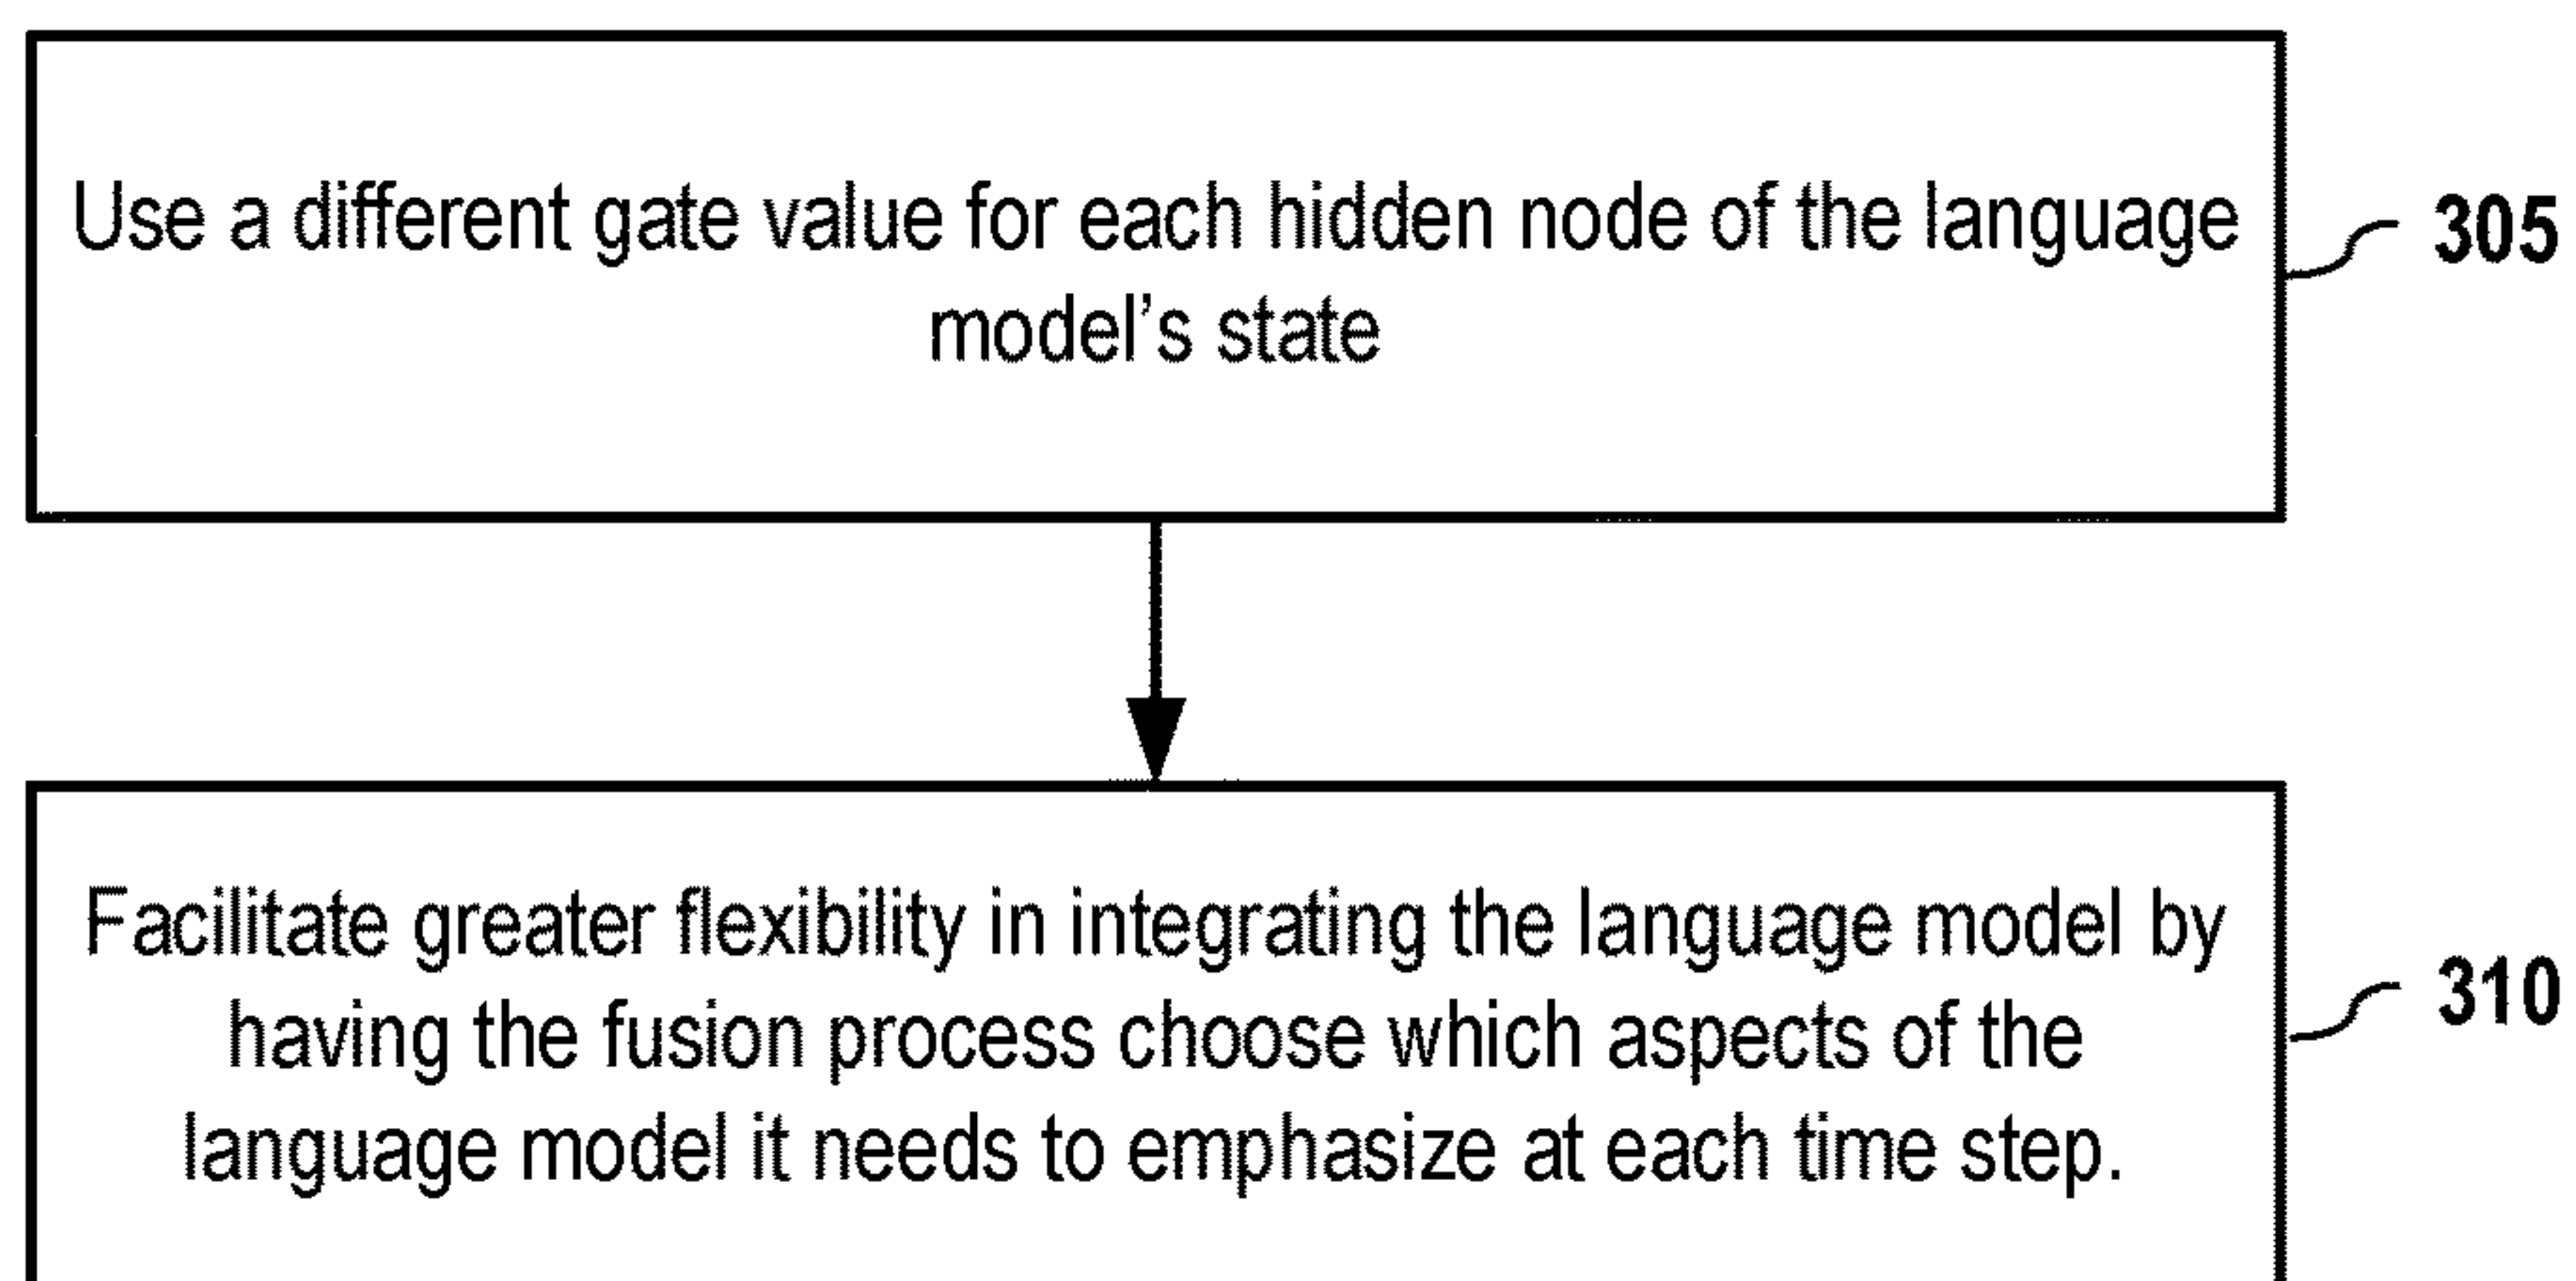 Use a different gate value for each hidden node of the language
model's state
305
Facilitate greater flexibility in integrating the language model by
having the fusion process choose which aspects of the
language model it needs to emphasize at each time step.
310